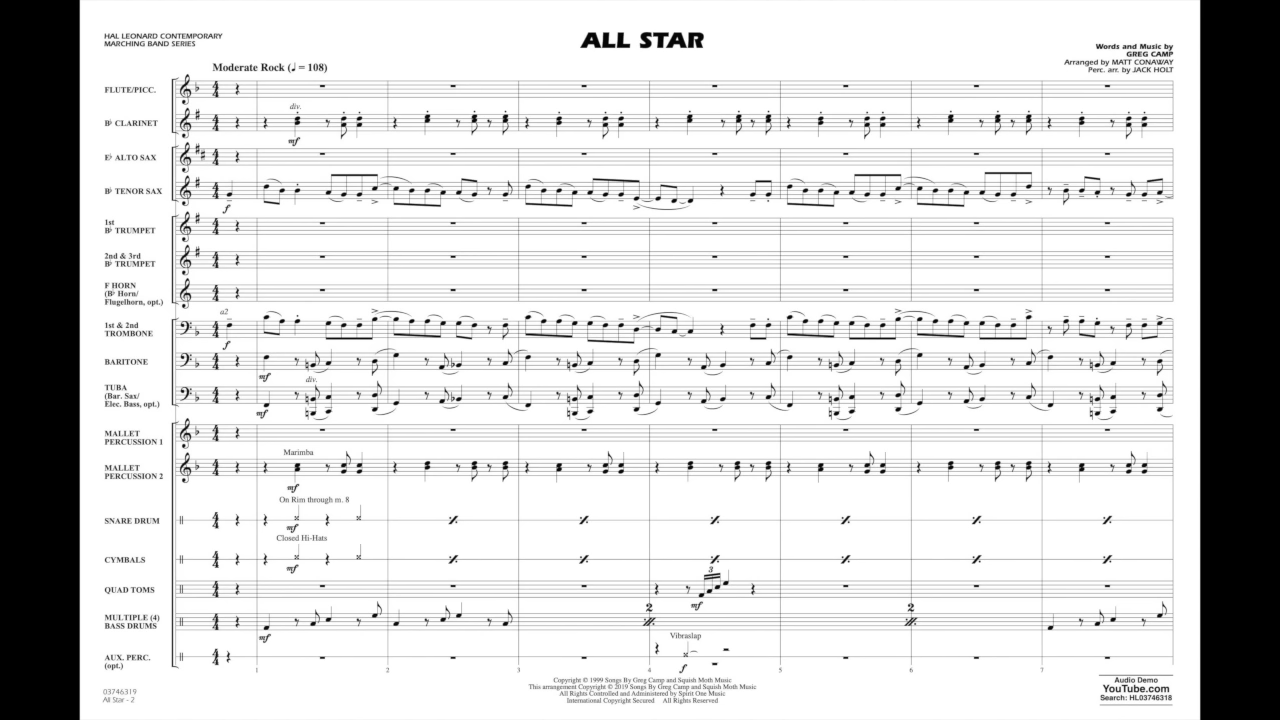 HAL LEONARD CONTEMPORARY
MARCHING BAND SERIES
ALL STAR
Words and Music by
GREG CAMP
Arranged by MATT CONAWAY
Perc. arr. by JACK HOLT
Moderate Rock (♩ = 108)
FLUTE/PICC.
div.
B♭ CLARINET
mf
E♭ ALTO SAX
B♭ TENOR SAX
f
1st
B♭ TRUMPET
2nd & 3rd
B♭ TRUMPET
F HORN
(B♭ Horn/
Flugelhorn, opt.)
a2
1st & 2nd
TROMBONE
f
BARITONE
mf
div.
TUBA
(Bar. Sax/
Elec. Bass, opt.)
mf
MALLET
PERCUSSION 1
Marimba
MALLET
PERCUSSION 2
mf
On Rim through m. 8
SNARE DRUM
mf
Closed Hi-Hats
CYMBALS
mf
3
QUAD TOMS
mf
2
2
MULTIPLE (4)
BASS DRUMS
mf
Vibraslap
AUX. PERC.
(opt.)
f
1 2 3 4 5 6 7
Copyright © 1999 Songs By Greg Camp and Squish Moth Music
This arrangement Copyright © 2019 Songs By Greg Camp and Squish Moth Music
All Rights Controlled and Administered by Spirit One Music
International Copyright Secured All Rights Reserved
03746319
All Star - 2
Audio Demo
YouTube.com
Search: HL03746318